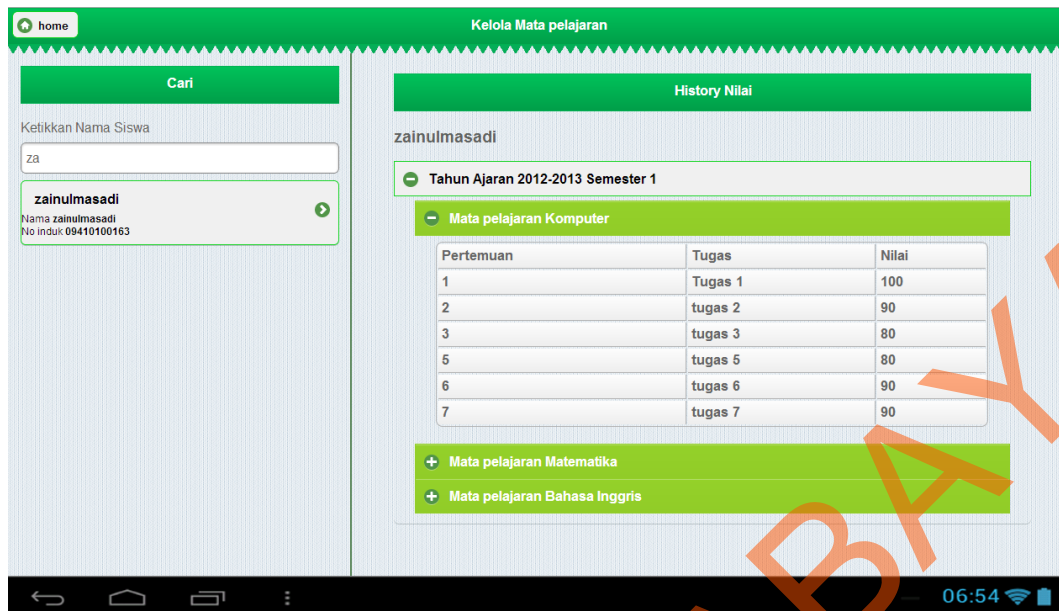 home
Kelola Mata pelajaran
Cari
Ketikkan Nama Siswa
za
zainulmasadi
Nama zainulmasadi
No induk 09410100163
History Nilai
zainulmasadi
Tahun Ajaran 2012-2013 Semester 1
Mata pelajaran Komputer
Pertemuan Tugas Nilai
1 Tugas 1 100
2 tugas 2 90
3 tugas 3 80
5 tugas 5 80
6 tugas 6 90
7 tugas 7 90
Mata pelajaran Matematika
Mata pelajaran Bahasa Inggris
06:54
BAY